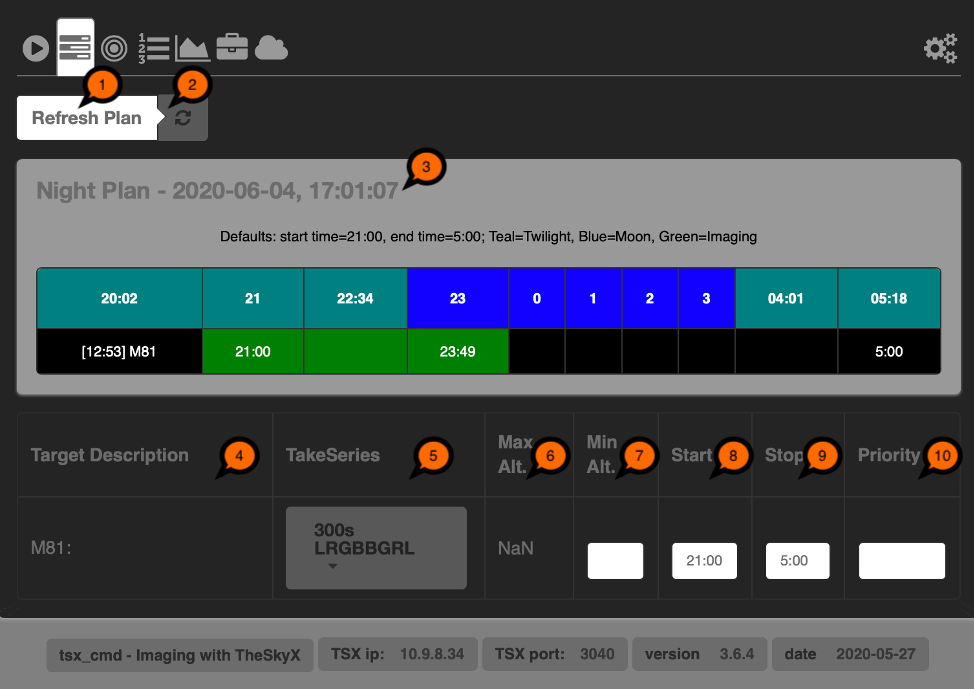 1
2
3
1
2
Refresh Plan
3
Night Plan - 2020-06-04, 17:01:07
Defaults: start time=21:00, end time=5:00; Teal=Twilight, Blue=Moon, Green=Imaging
20:02 21 22:34 23 0 1 2 3 04:01 05:18
[12:53] M81 21:00 23:49 5:00
Target Description 4 TakeSeries 5 Max Alt. 6 Min Alt. 7 Start 8 Stop 9 Priority 10
M81:
300s
LRGBBGRL
NaN 21:00 5:00
tsx_cmd - Imaging with TheSkyX TSX ip: 10.9.8.34 TSX port: 3040 version 3.6.4 date 2020-05-27